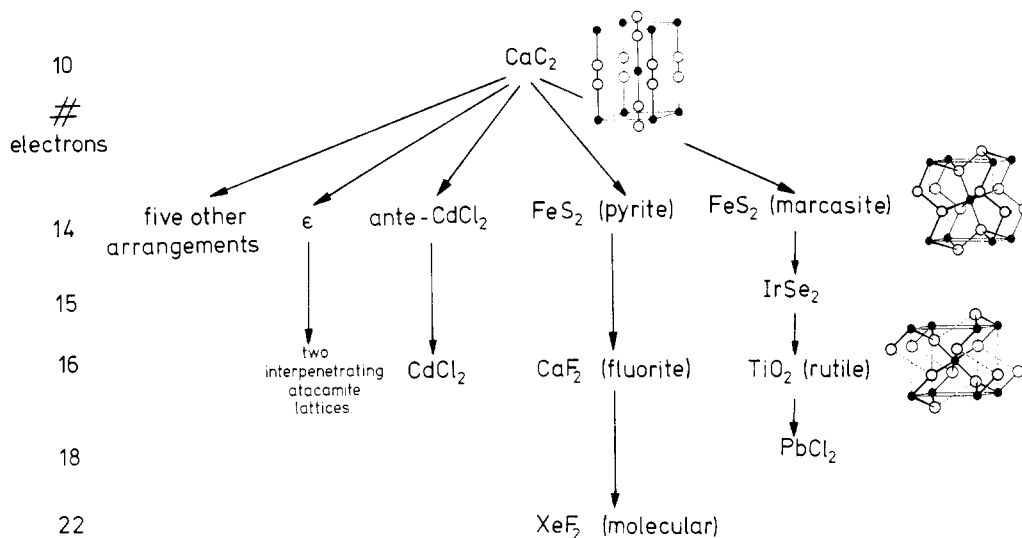 10
CaC₂
#
electrons
14
five other
arrangements
ε
ante-CdCl₂
FeS₂ (pyrite)
FeS₂ (marcasite)
15
IrSe₂
16
two
interpenetrating
atacamite
lattices.
CdCl₂
CaF₂ (fluorite)
TiO₂ (rutile)
18
PbCl₂
22
XeF₂ (molecular)